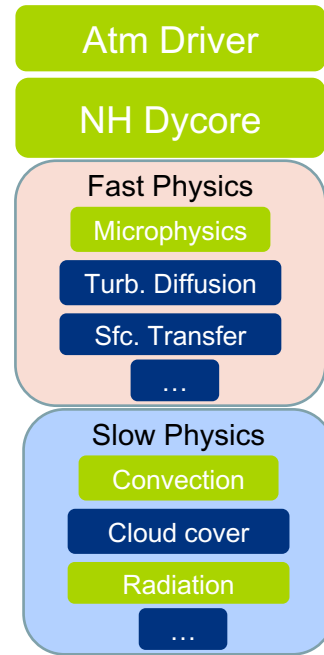 Atm Driver
NH Dycore
Fast Physics
Microphysics
Turb. Diffusion
Sfc. Transfer
...
Slow Physics
Convection
Cloud cover
Radiation
...